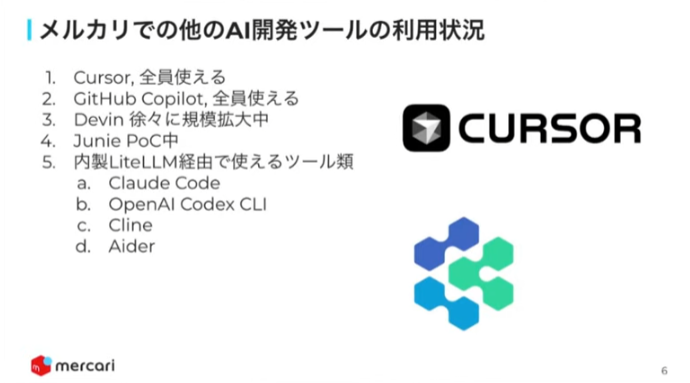 メルカリでの他のAI開発ツールの利用状況
1. Cursor, 全員使える
2. GitHub Copilot, 全員使える
3. Devin 徐々に規模拡大中
4. Junie PoC中
5. 内製LiteLLM経由で使えるツール類
a. Claude Code
b. OpenAI Codex CLI
c. Cline
d. Aider
CURSOR
mercari
6